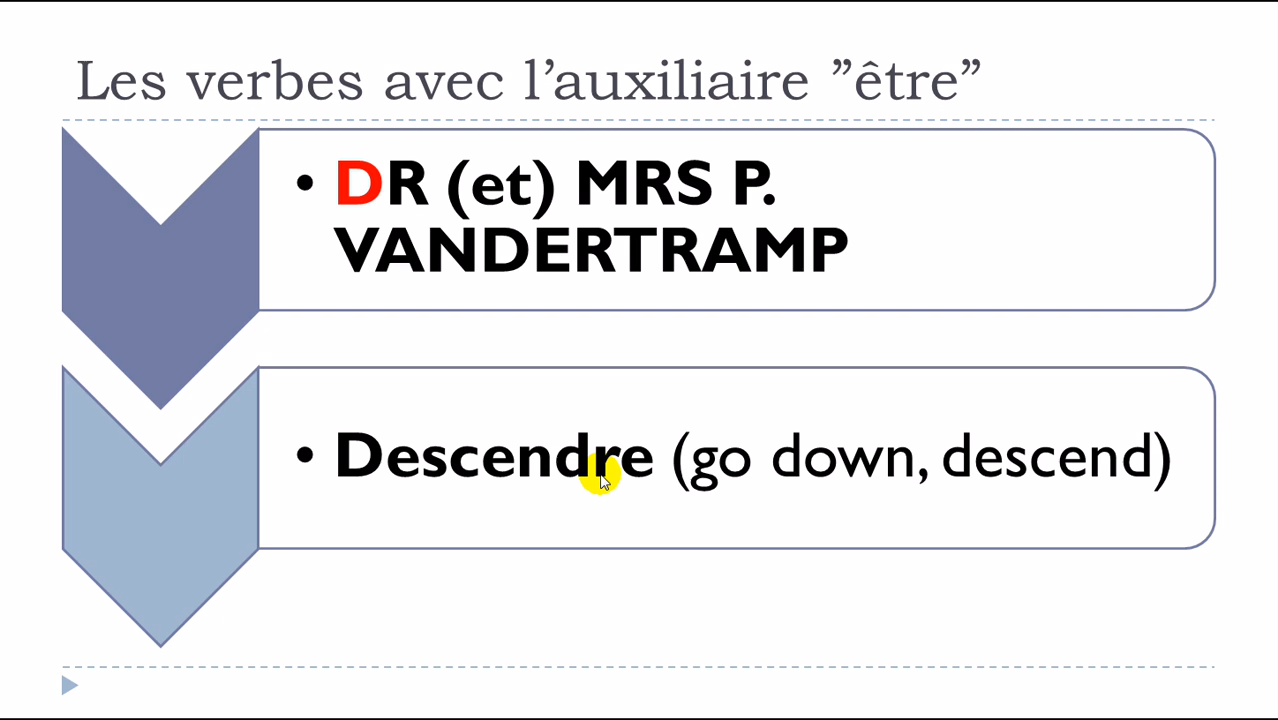 Les verbes avec l’auxiliaire ”être”
• DR (et) MRS P.
VANDERTRAMP
• Descendre (go down, descend)